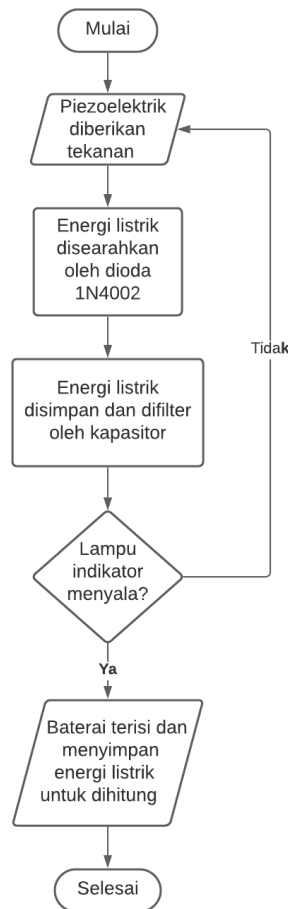 Mulai
Piezoelektrik
diberikan
tekanan
Energi listrik
disearahkan
oleh dioda
1N4002
Energi listrik
disimpan dan difilter
oleh kapasitor
Tidak
Lampu
indikator
menyala?
Ya
Baterai terisi dan
menyimpan
energi listrik
untuk dihitung
Selesai